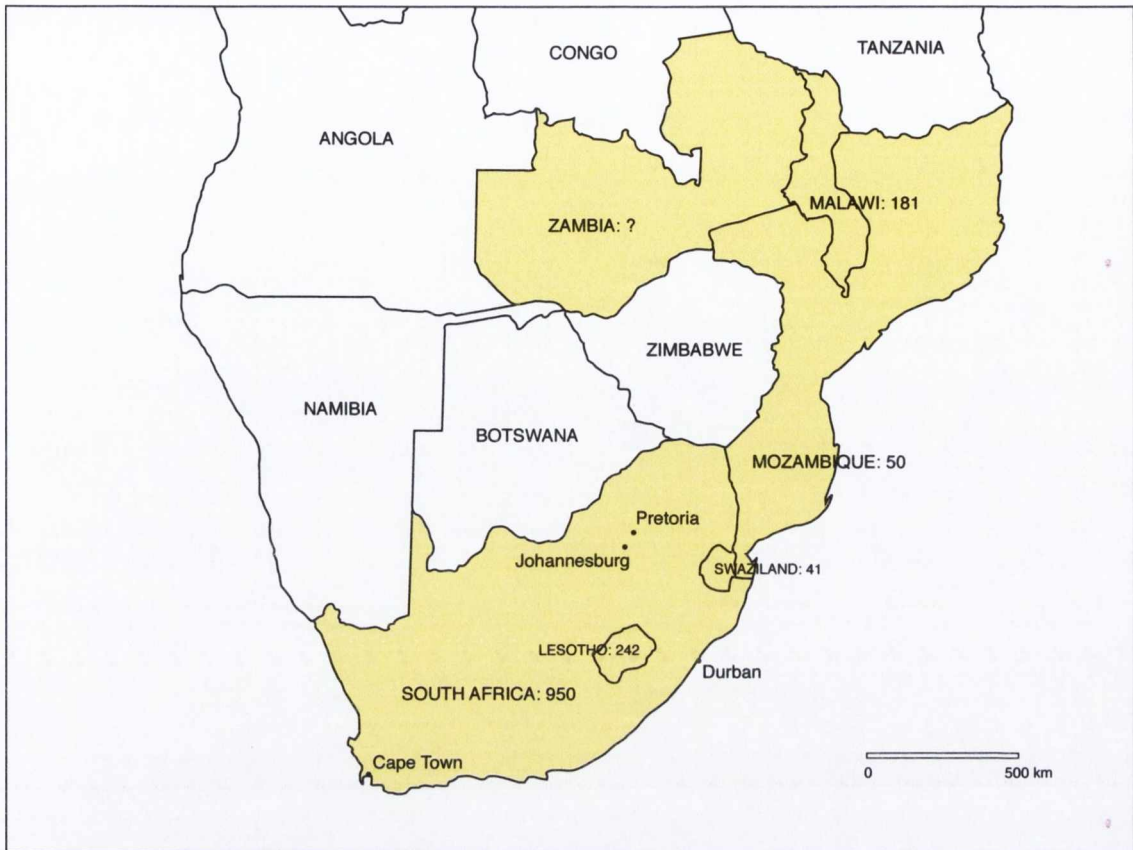 CONGO
TANZANIA
ANGOLA
MALAWI: 181
ZAMBIA: ?
ZIMBABWE
NAMIBIA
BOTSWANA
MOZAMBIQUE: 50
Pretoria
Johannesburg
SWAZILAND: 41
LESOTHO: 242
Durban
SOUTH AFRICA: 950
Cape Town
0 500 km